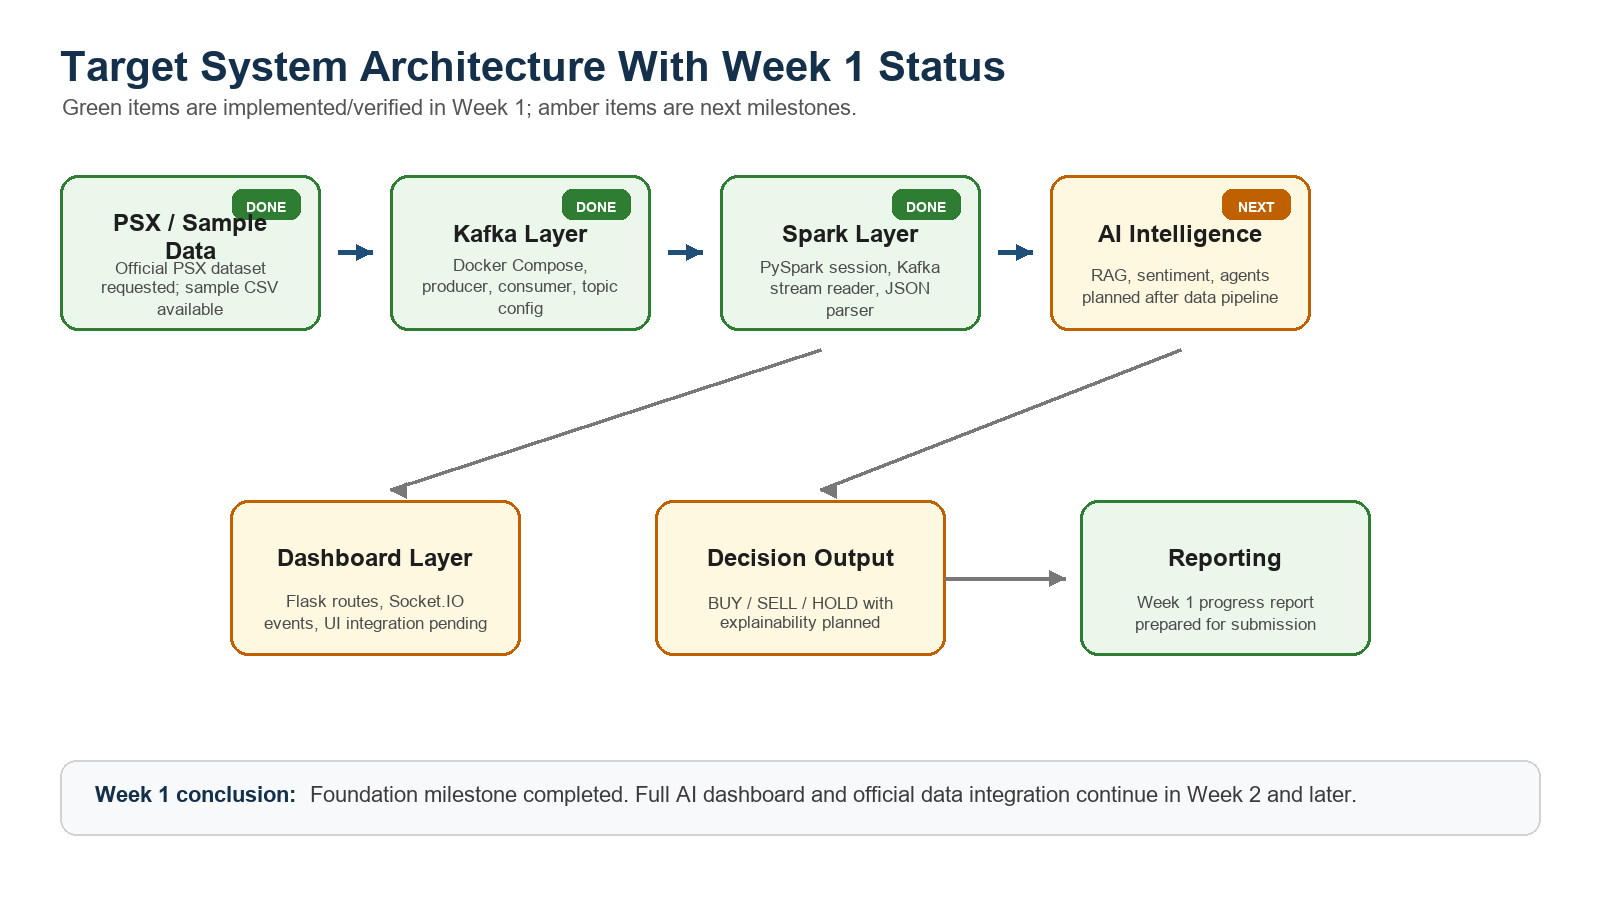 Target System Architecture With Week 1 Status
Green items are implemented/verified in Week 1; amber items are next milestones.
DONE
PSX / Sample
Data
Official PSX dataset
requested; sample CSV
available
DONE
Kafka Layer
Docker Compose,
producer, consumer, topic
config
DONE
Spark Layer
PySpark session, Kafka
stream reader, JSON
parser
NEXT
AI Intelligence
RAG, sentiment, agents
planned after data pipeline
Dashboard Layer
Flask routes, Socket.IO
events, UI integration pending
Decision Output
BUY / SELL / HOLD with
explainability planned
Reporting
Week 1 progress report
prepared for submission
Week 1 conclusion: Foundation milestone completed. Full AI dashboard and official data integration continue in Week 2 and later.